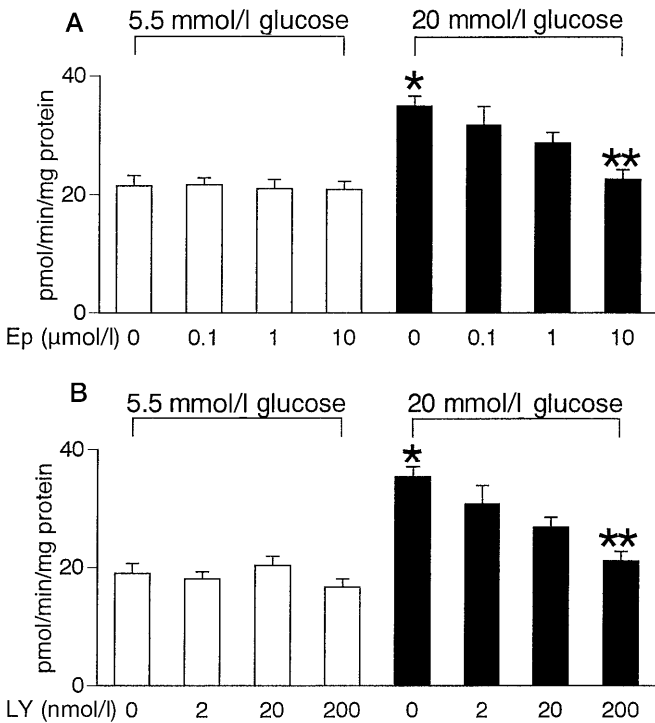 A
5.5 mmol/l glucose 20 mmol/l glucose
40
*
**
20
pmol/min/mg protein
0
Ep (μmol/l) 0 0.1 1 10 0 0.1 1 10
B
5.5 mmol/l glucose 20 mmol/l glucose
40
*
**
20
pmol/min/mg protein
0
LY (nmol/l) 0 2 20 200 0 2 20 200